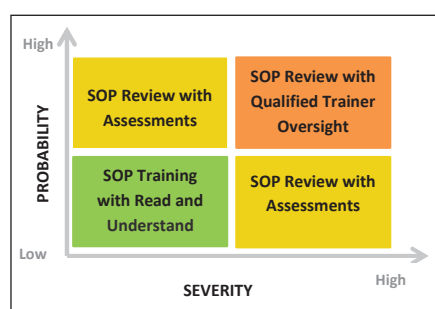 High
SOP Review with
Assessments
SOP Review with
Qualified Trainer
Oversight
PROBABILITY
SOP Training
with Read and
Understand
SOP Review with
Assessments
Low
High
SEVERITY